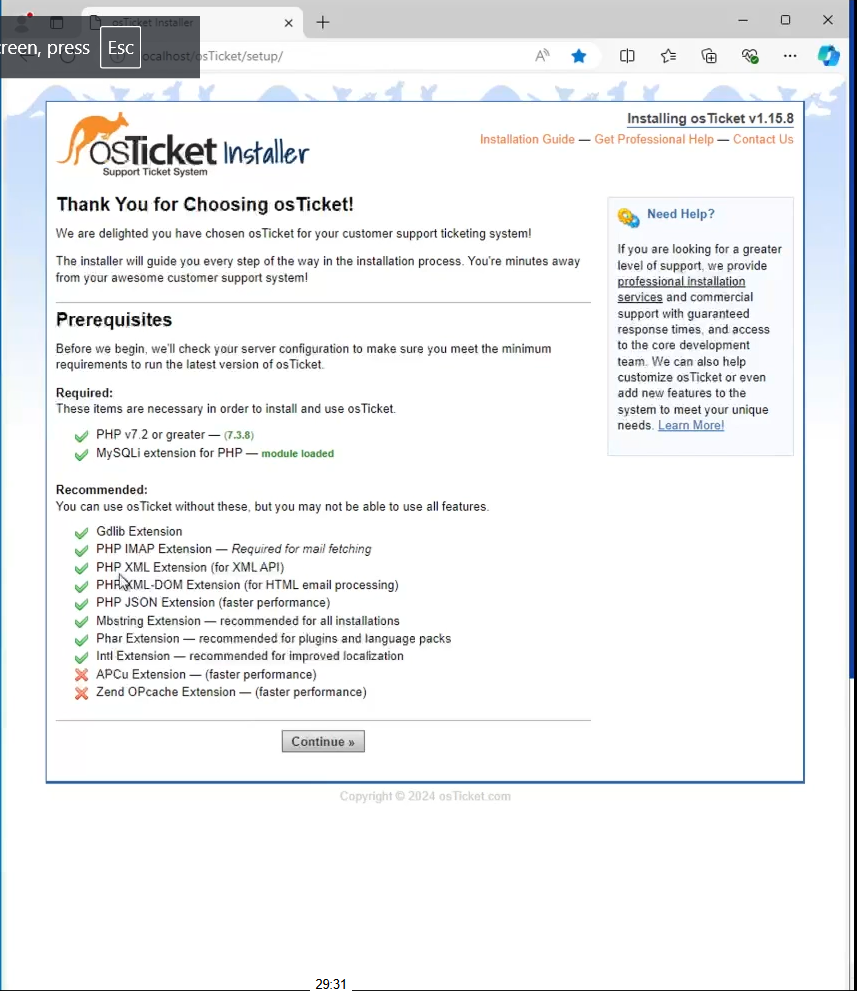 osTicket Installer
creen, press Esc
localhost/osTicket/setup/
osTicket Installer
Support Ticket System
Installing osTicket v1.15.8
Installation Guide — Get Professional Help — Contact Us
Thank You for Choosing osTicket!
We are delighted you have chosen osTicket for your customer support ticketing system!
The installer will guide you every step of the way in the installation process. You're minutes away
from your awesome customer support system!
Prerequisites
Before we begin, we'll check your server configuration to make sure you meet the minimum
requirements to run the latest version of osTicket.
Required:
These items are necessary in order to install and use osTicket.
PHP v7.2 or greater — (7.3.8)
MySQLi extension for PHP — module loaded
Recommended:
You can use osTicket without these, but you may not be able to use all features.
Gdlib Extension
PHP IMAP Extension — Required for mail fetching
PHP XML Extension (for XML API)
PHP XML-DOM Extension (for HTML email processing)
PHP JSON Extension (faster performance)
Mbstring Extension — recommended for all installations
Phar Extension — recommended for plugins and language packs
Intl Extension — recommended for improved localization
APCu Extension — (faster performance)
Zend OPcache Extension — (faster performance)
Continue »
Need Help?
If you are looking for a greater
level of support, we provide
professional installation
services and commercial
support with guaranteed
response times, and access
to the core development
team. We can also help
customize osTicket or even
add new features to the
system to meet your unique
needs. Learn More!
Copyright © 2024 osTicket.com
29:31